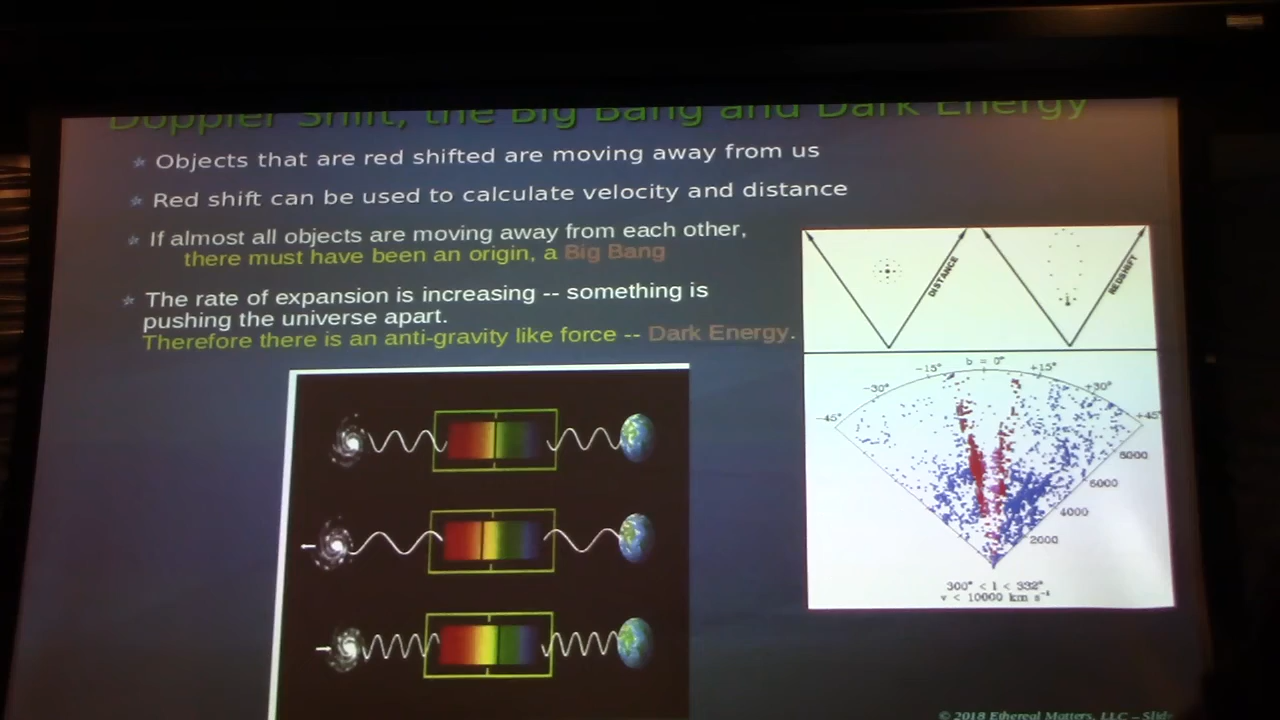 Doppler Shift, the Big Bang and Dark Energy
Objects that are red shifted are moving away from us
Red shift can be used to calculate velocity and distance
If almost all objects are moving away from each other,
there must have been an origin, a Big Bang
The rate of expansion is increasing -- something is
pushing the universe apart.
Therefore there is an anti-gravity like force -- Dark Energy.
DISTANCE
REDSHIFT
b = 0°
-15°
+15°
-30°
+30°
-45°
+45°
8000
6000
4000
2000
300° < l < 332°
v < 10000 km s⁻¹
© 2018 Ethereal Matters, LLC – Slid